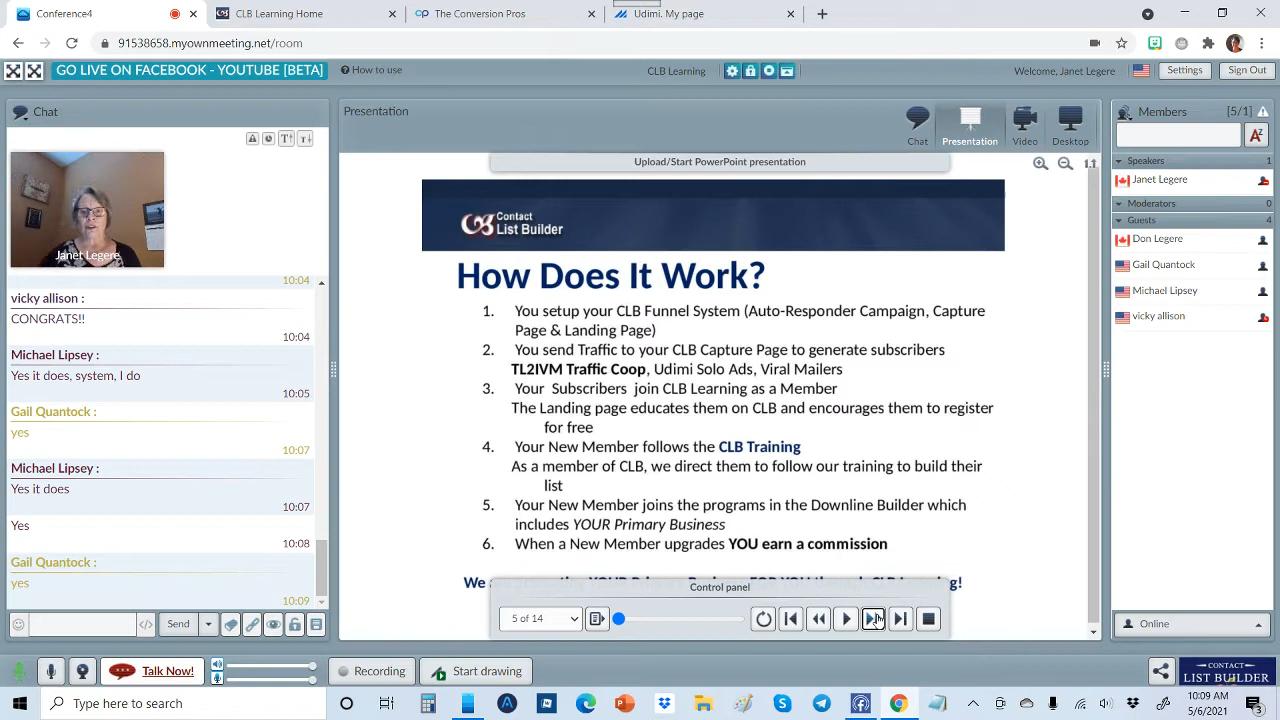 Conference4
CLB Learning Home
The Conversion Pros
Udimi. My page
91538658.myownmeeting.net/room
GO LIVE ON FACEBOOK - YOUTUBE [BETA]
How to use
CLB Learning
Welcome, Janet Legere
Settings
Sign Out
Chat
Janet Legere
10:04
vicky allison :
CONGRATS!!
10:04
Michael Lipsey :
Yes it does, system, I do
10:05
Gail Quantock :
yes
10:07
Michael Lipsey :
Yes it does
10:07
Yes
10:08
Gail Quantock :
yes
10:09
Send
Presentation
Chat
Presentation
Video
Desktop
Upload/Start PowerPoint presentation
1:1
Contact
List Builder
How Does It Work?
1. You setup your CLB Funnel System (Auto-Responder Campaign, Capture
Page & Landing Page)
2. You send Traffic to your CLB Capture Page to generate subscribers
TL2IVM Traffic Coop, Udimi Solo Ads, Viral Mailers
3. Your Subscribers join CLB Learning as a Member
The Landing page educates them on CLB and encourages them to register
for free
4. Your New Member follows the CLB Training
As a member of CLB, we direct them to follow our training to build their
list
5. Your New Member joins the programs in the Downline Builder which
includes YOUR Primary Business
6. When a New Member upgrades YOU earn a commission
We YOUR Primary Business FOR YOU through CLB Learning!
Control panel
5 of 14
Members
[5/1]
Speakers 1
Janet Legere
Moderators 0
Guests 4
Don Legere
Gail Quantock
Michael Lipsey
vicky allison
Online
Talk Now!
Recording
Start drawing
CONTACT
LIST BUILDER
Type here to search
10:09 AM
5/6/2021
3